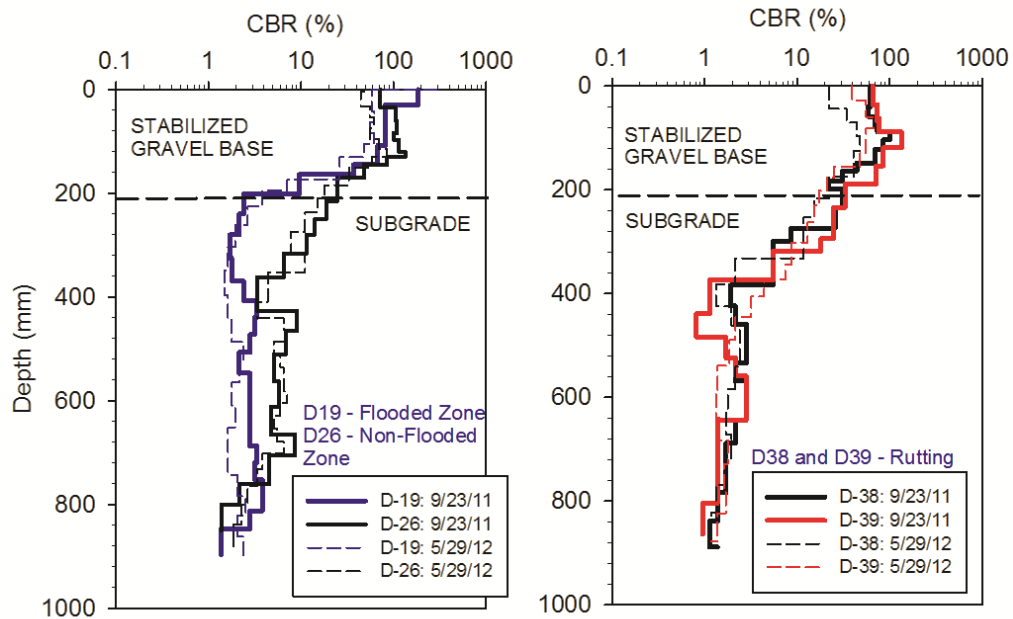 CBR (%)
0.1 1 10 100 1000
0
STABILIZED
GRAVEL BASE
200
SUBGRADE
400
Depth (mm)
600
D19 - Flooded Zone
D26 - Non-Flooded
Zone
800
D-19: 9/23/11
D-26: 9/23/11
D-19: 5/29/12
D-26: 5/29/12
1000
CBR (%)
0.1 1 10 100 1000
0
STABILIZED
GRAVEL BASE
200
SUBGRADE
400
600
D38 and D39 - Rutting
800
D-38: 9/23/11
D-39: 9/23/11
D-38: 5/29/12
D-39: 5/29/12
1000